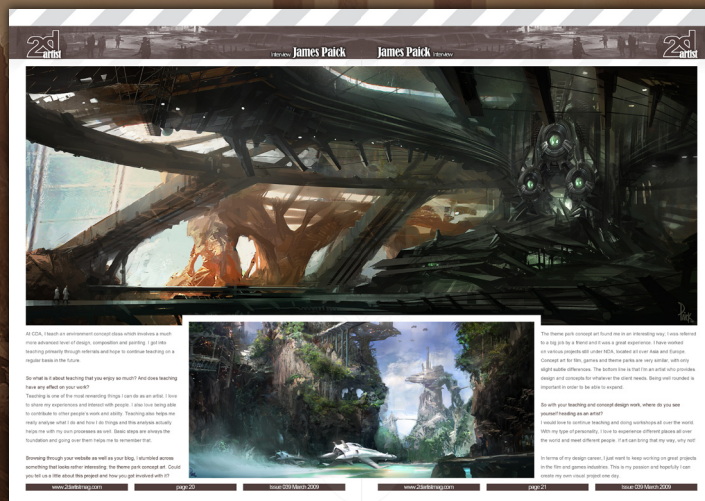 2d artist
Interview James Paick
James Paick Interview
2d artist
Paick
At CDA, I teach an environment concept class which involves a much
more advanced level of design, composition and painting. I got into
teaching primarily through referrals and hope to continue teaching on a
regular basis in the future.
So what is it about teaching that you enjoy so much? And does teaching
have any effect on your work?
Teaching is one of the most rewarding things I can do as an artist. I love
to share my experiences and interact with people. I also love being able
to contribute to other people's work and ability. Teaching also helps me
really analyse what I do and how I do things and this analysis actually
helps me with my own processes as well. Basic steps are always the
foundation and going over them helps me to remember that.
Browsing through your website as well as your blog, I stumbled across
something that looks rather interesting: the theme park concept art. Could
you tell us a little about this project and how you got involved with it?
The theme park concept art found me in an interesting way. I was referred
to a big job by a friend and it was a great experience. I have worked
on various projects still under NDA, located all over Asia and Europe.
Concept art for film, games and theme parks are very similar, with only
slight subtle differences. The bottom line is that I'm an artist who provides
design and concepts for whatever the client needs. Being well rounded is
important in order to be able to expand.
So with your teaching and concept design work, where do you see
yourself heading as an artist?
I would love to continue teaching and doing workshops all over the world.
With my type of personality, I love to experience different places all over
the world and meet different people. If art can bring that my way, why not!
In terms of my design career, I just want to keep working on great projects
in the film and games industries. This is my passion and hopefully I can
create my own visual project one day.
www.2dartistmag.com page 20 Issue 039 March 2009
www.2dartistmag.com page 21 Issue 039 March 2009